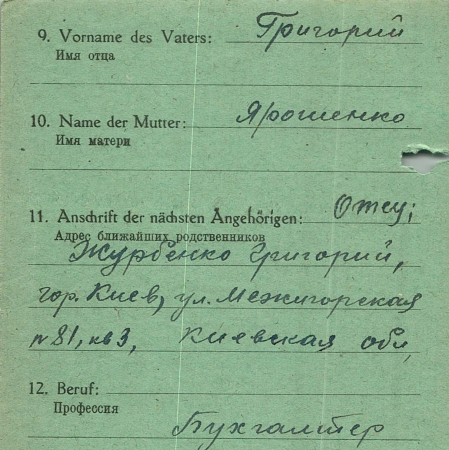 9. Vorname des Vaters: Григорий
Имя отца
10. Name der Mutter: Ярошенко
Имя матери
11. Anschrift der nächsten Angehörigen: Отец;
Адрес ближайших родственников
Журбенко Григорий,
гор. Киев, ул. Межигорская
№ 81, кв 3, Киевская обл,
12. Beruf:
Профессия
Бухгалтер